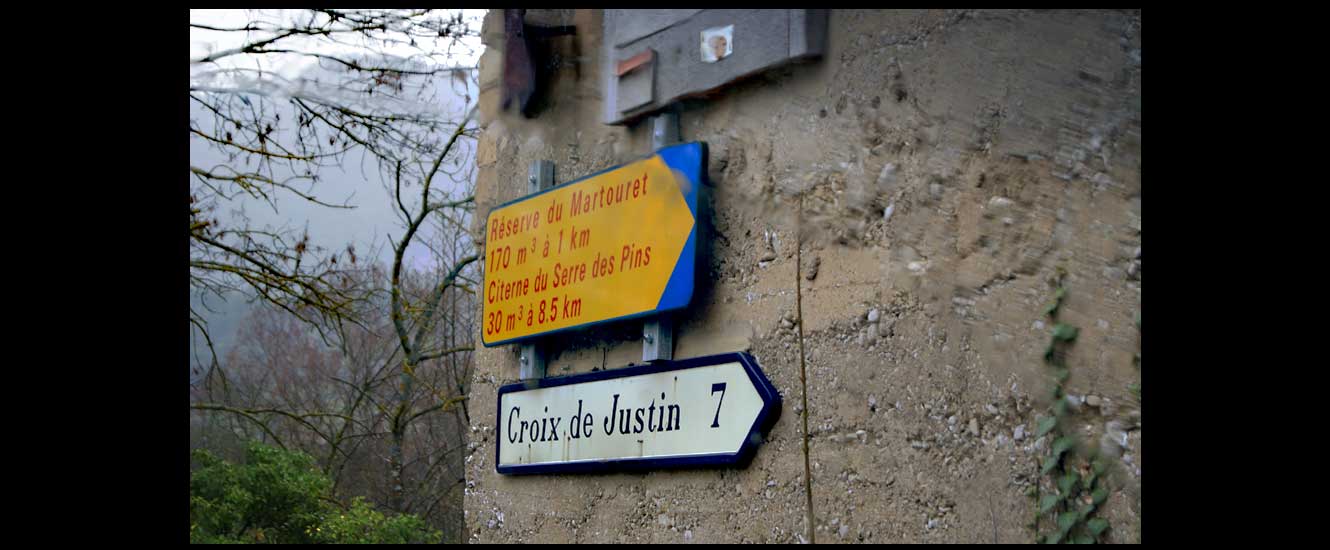 Réserve du Martouret
170 m³ à 1 km
Citerne du Serre des Pins
30 m³ à 8.5 km
Croix de Justin 7